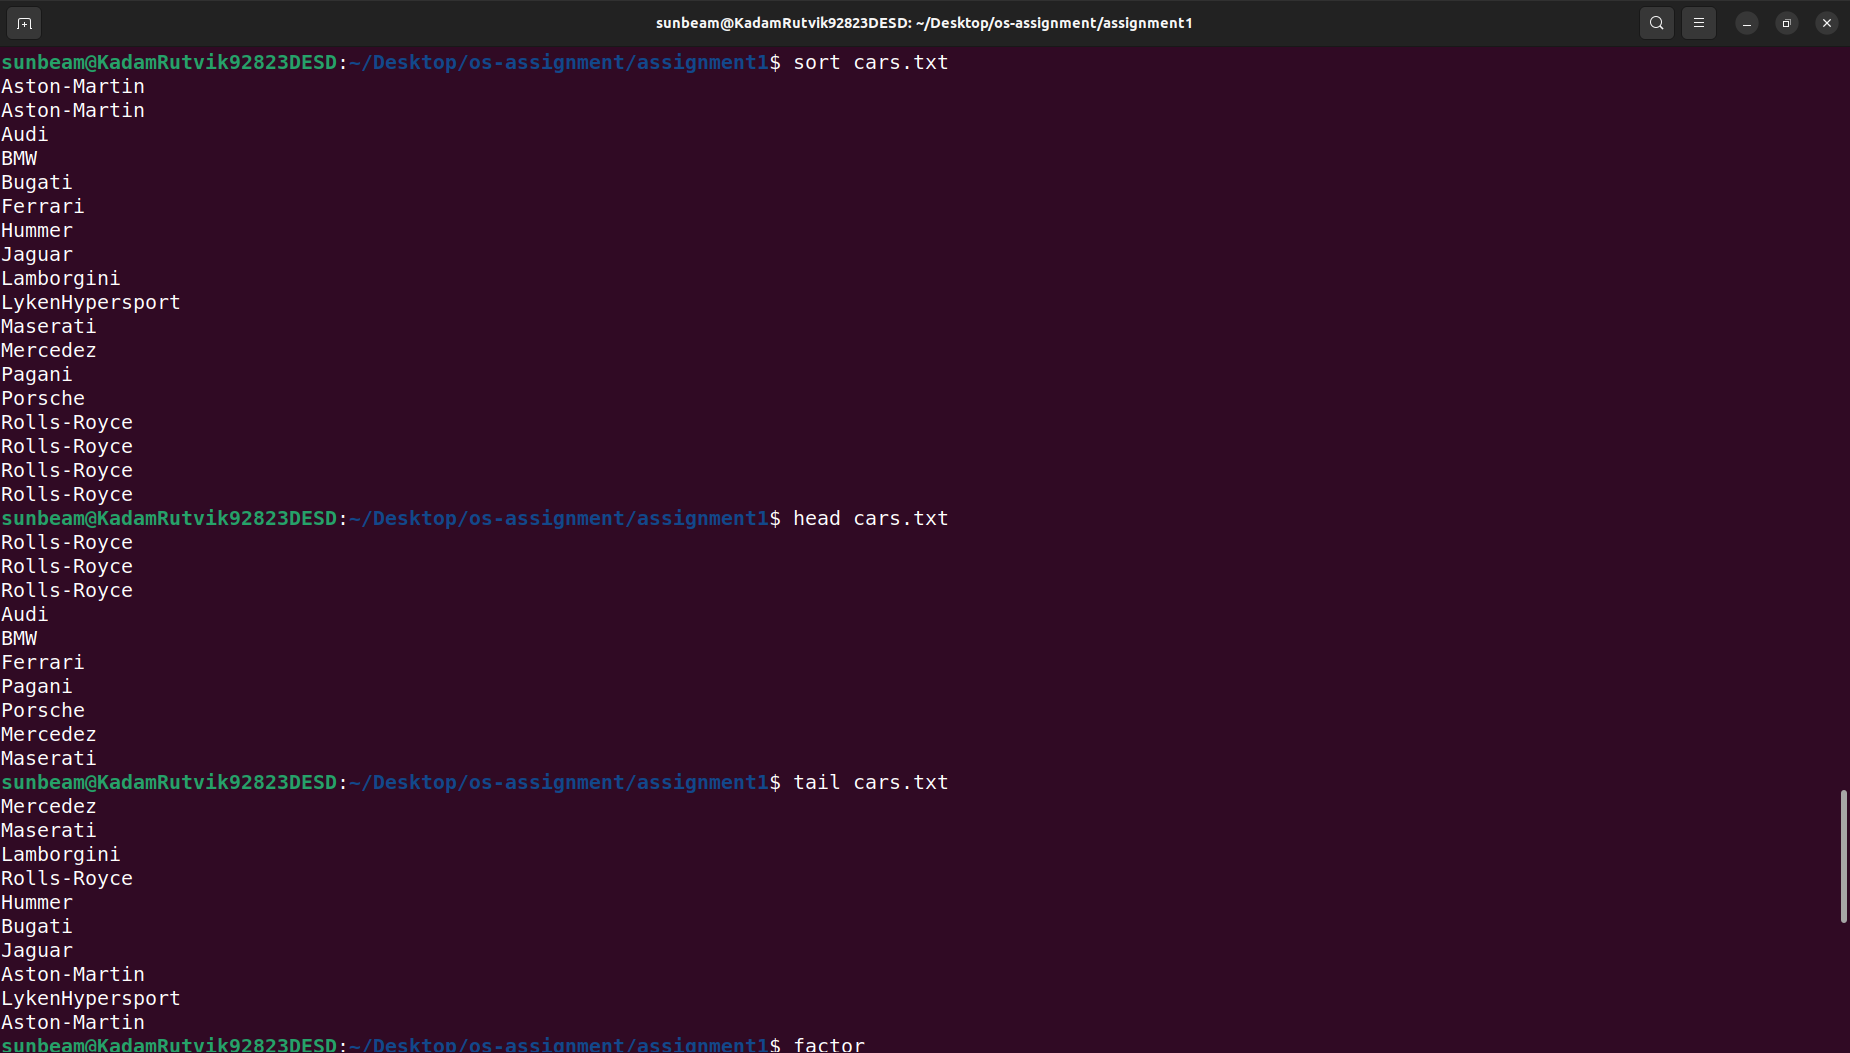 sunbeam@KadamRutvik92823DESD: ~/Desktop/os-assignment/assignment1
sunbeam@KadamRutvik92823DESD:~/Desktop/os-assignment/assignment1$ sort cars.txt
Aston-Martin
Aston-Martin
Audi
BMW
Bugati
Ferrari
Hummer
Jaguar
Lamborgini
LykenHypersport
Maserati
Mercedez
Pagani
Porsche
Rolls-Royce
Rolls-Royce
Rolls-Royce
Rolls-Royce
sunbeam@KadamRutvik92823DESD:~/Desktop/os-assignment/assignment1$ head cars.txt
Rolls-Royce
Rolls-Royce
Rolls-Royce
Audi
BMW
Ferrari
Pagani
Porsche
Mercedez
Maserati
sunbeam@KadamRutvik92823DESD:~/Desktop/os-assignment/assignment1$ tail cars.txt
Mercedez
Maserati
Lamborgini
Rolls-Royce
Hummer
Bugati
Jaguar
Aston-Martin
LykenHypersport
Aston-Martin
sunbeam@KadamRutvik92823DESD:~/Desktop/os-assignment/assignment1$ factor